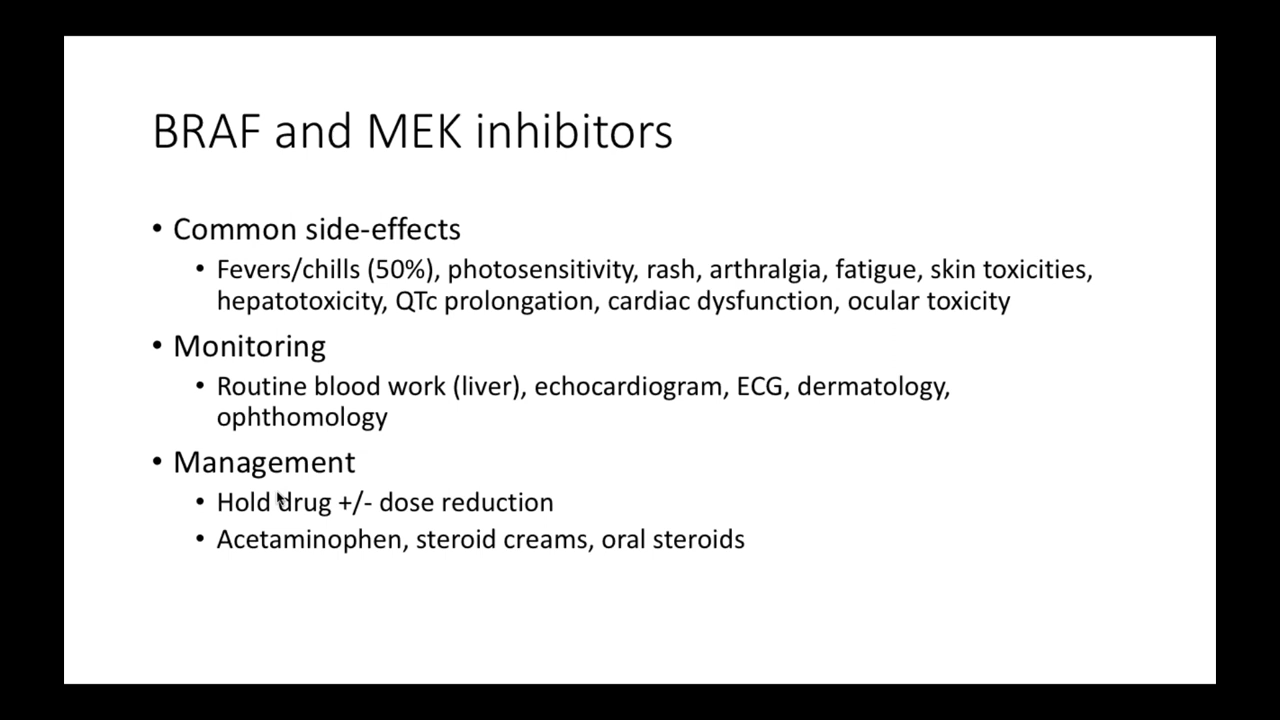 BRAF and MEK inhibitors
• Common side-effects
• Fevers/chills (50%), photosensitivity, rash, arthralgia, fatigue, skin toxicities,
hepatotoxicity, QTc prolongation, cardiac dysfunction, ocular toxicity
• Monitoring
• Routine blood work (liver), echocardiogram, ECG, dermatology,
ophthomology
• Management
• Hold drug +/- dose reduction
• Acetaminophen, steroid creams, oral steroids